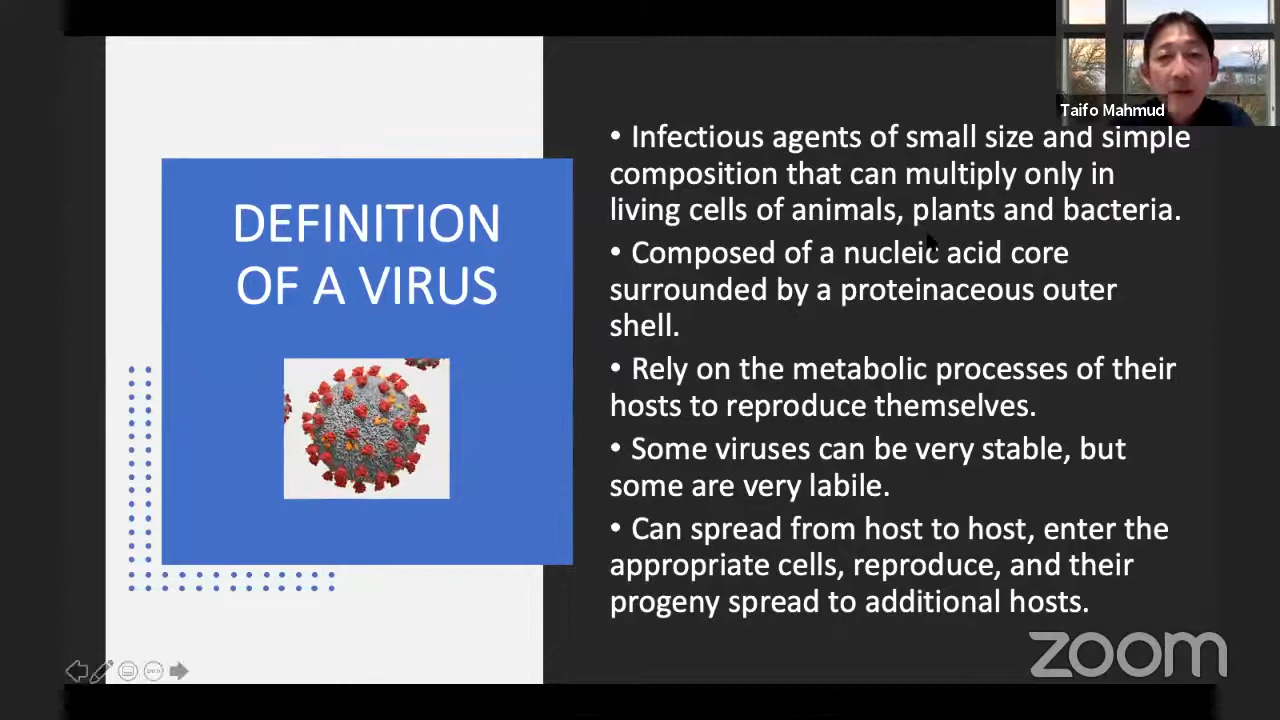 Taifo Mahmud
DEFINITION
OF A VIRUS
• Infectious agents of small size and simple
composition that can multiply only in
living cells of animals, plants and bacteria.
• Composed of a nucleic acid core
surrounded by a proteinaceous outer
shell.
• Rely on the metabolic processes of their
hosts to reproduce themselves.
• Some viruses can be very stable, but
some are very labile.
• Can spread from host to host, enter the
appropriate cells, reproduce, and their
progeny spread to additional hosts.
zoom